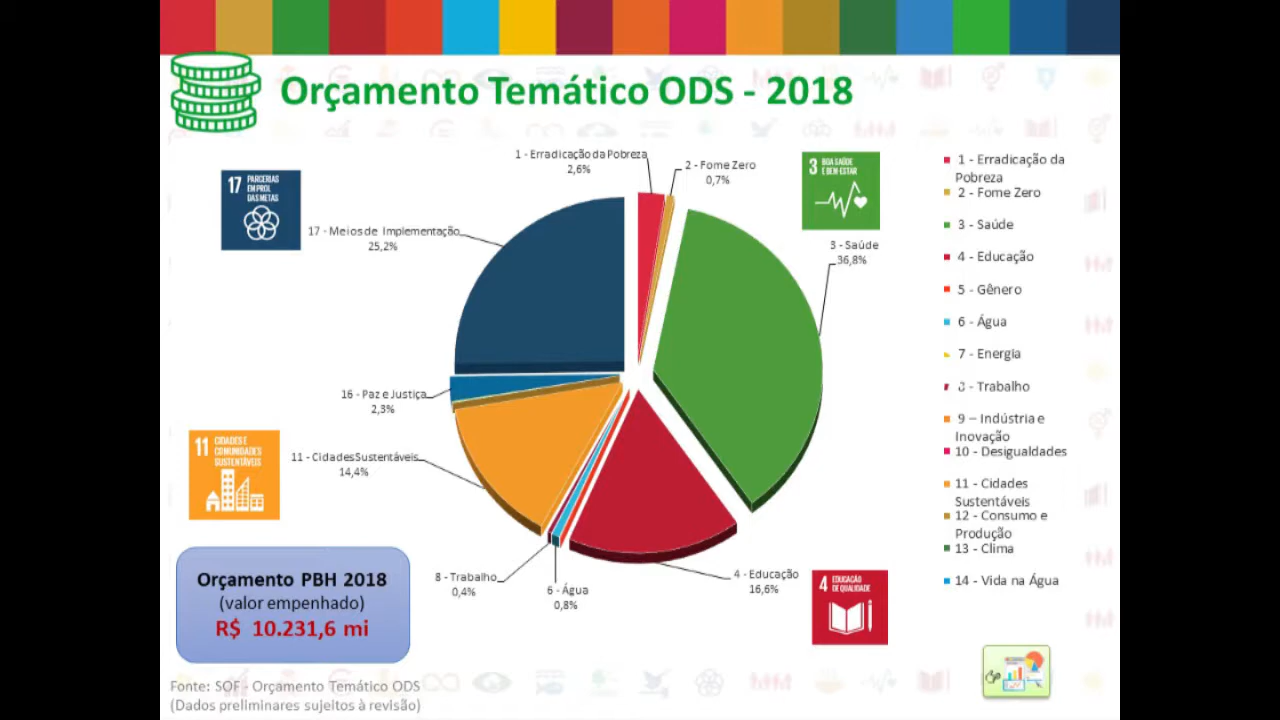 Orçamento Temático ODS - 2018
1 - Erradicação da Pobreza
2,6%
2 - Fome Zero
0,7%
3 BOA SAÚDE
E BEM-ESTAR
3 - Saúde
36,8%
17 PARCERIAS
EM PROL
DAS METAS
17 - Meios de Implementação
25,2%
16 - Paz e Justiça
2,3%
11 CIDADES E
COMUNIDADES
SUSTENTÁVEIS
11 - CidadesSustentáveis
14,4%
8 - Trabalho
0,4%
6 - Água
0,8%
4 - Educação
16,6%
4 EDUCAÇÃO
DE QUALIDADE
1 - Erradicação da
Pobreza
2 - Fome Zero
3 - Saúde
4 - Educação
5 - Gênero
6 - Água
7 - Energia
8 - Trabalho
9 – Indústria e
Inovação
10 - Desigualdades
11 - Cidades
Sustentáveis
12 - Consumo e
Produção
13 - Clima
14 - Vida na Água
Orçamento PBH 2018
(valor empenhado)
R$ 10.231,6 mi
Fonte: SOF - Orçamento Temático ODS
(Dados preliminares sujeitos à revisão)